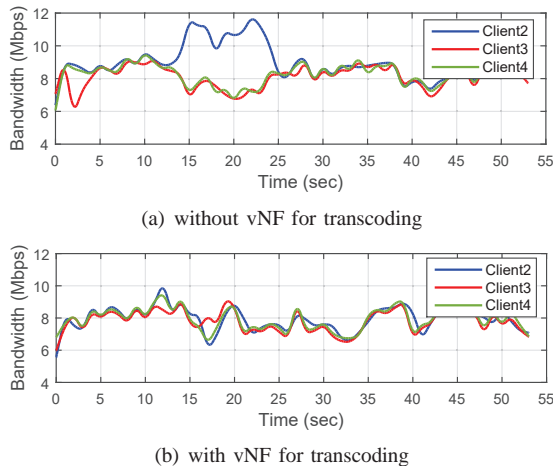 12
10
8
6
4
Bandwidth (Mbps)
Client2
Client3
Client4
0 5 10 15 20 25 30 35 40 45 50 55
Time (sec)
(a) without vNF for transcoding
12
10
8
6
4
Bandwidth (Mbps)
Client2
Client3
Client4
0 5 10 15 20 25 30 35 40 45 50 55
Time (sec)
(b) with vNF for transcoding